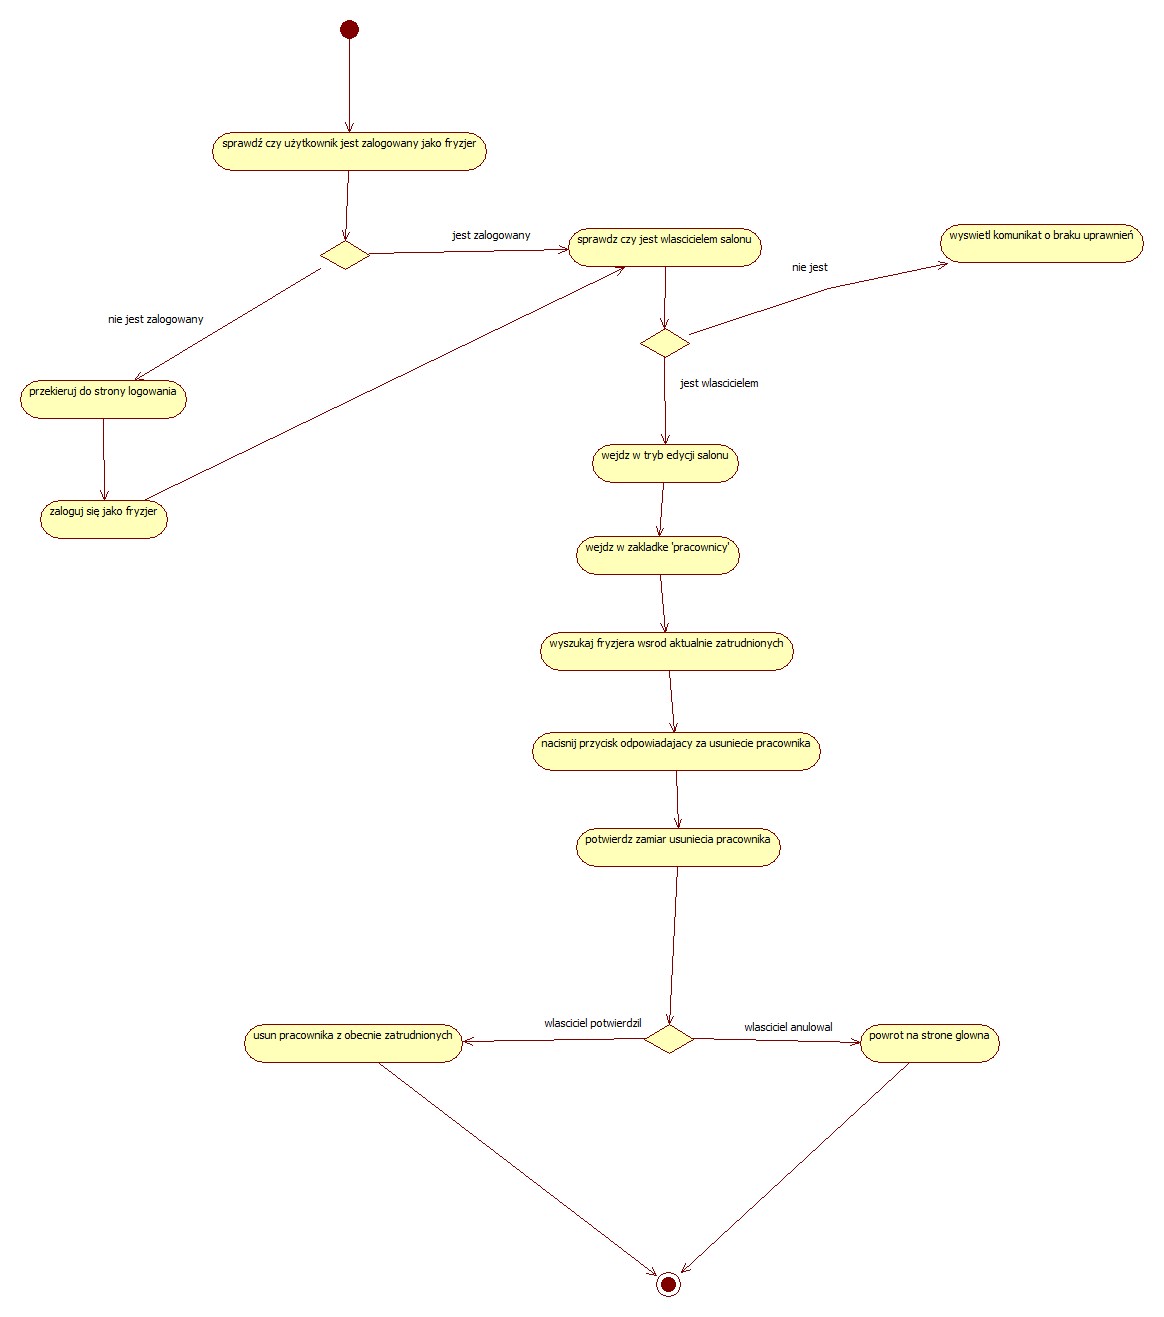 sprawdź czy użytkownik jest zalogowany jako fryzjer
jest zalogowany
sprawdz czy jest wlascicielem salonu
wyswietl komunikat o braku uprawnień
nie jest
nie jest zalogowany
jest wlascicielem
przekieruj do strony logowania
wejdz w tryb edycji salonu
zaloguj się jako fryzjer
wejdz w zakladke 'pracownicy'
wyszukaj fryzjera wsrod aktualnie zatrudnionych
nacisnij przycisk odpowiadajacy za usuniecie pracownika
potwierdz zamiar usuniecia pracownika
wlasciciel potwierdzil
wlasciciel anulowal
usun pracownika z obecnie zatrudnionych
powrot na strone glowna